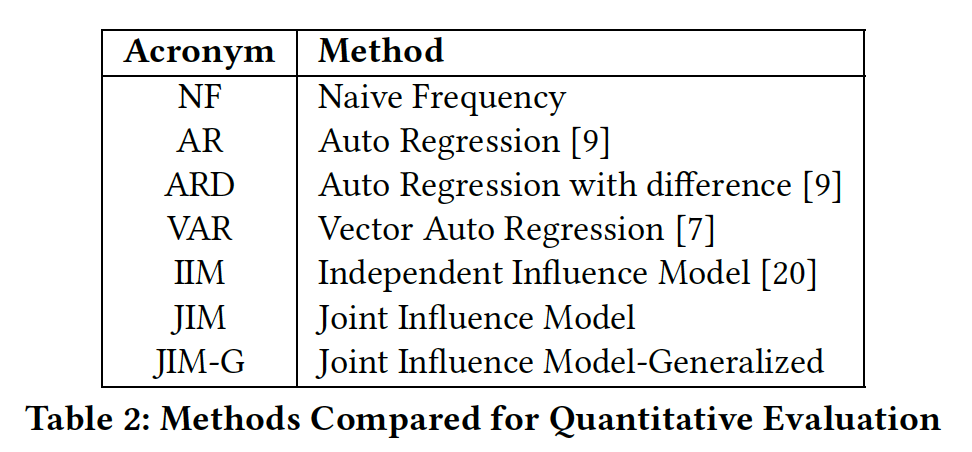 Acronym Method
NF Naive Frequency
AR Auto Regression [9]
ARD Auto Regression with difference [9]
VAR Vector Auto Regression [7]
IIM Independent Influence Model [20]
JIM Joint Influence Model
JIM-G Joint Influence Model-Generalized
Table 2: Methods Compared for Quantitative Evaluation